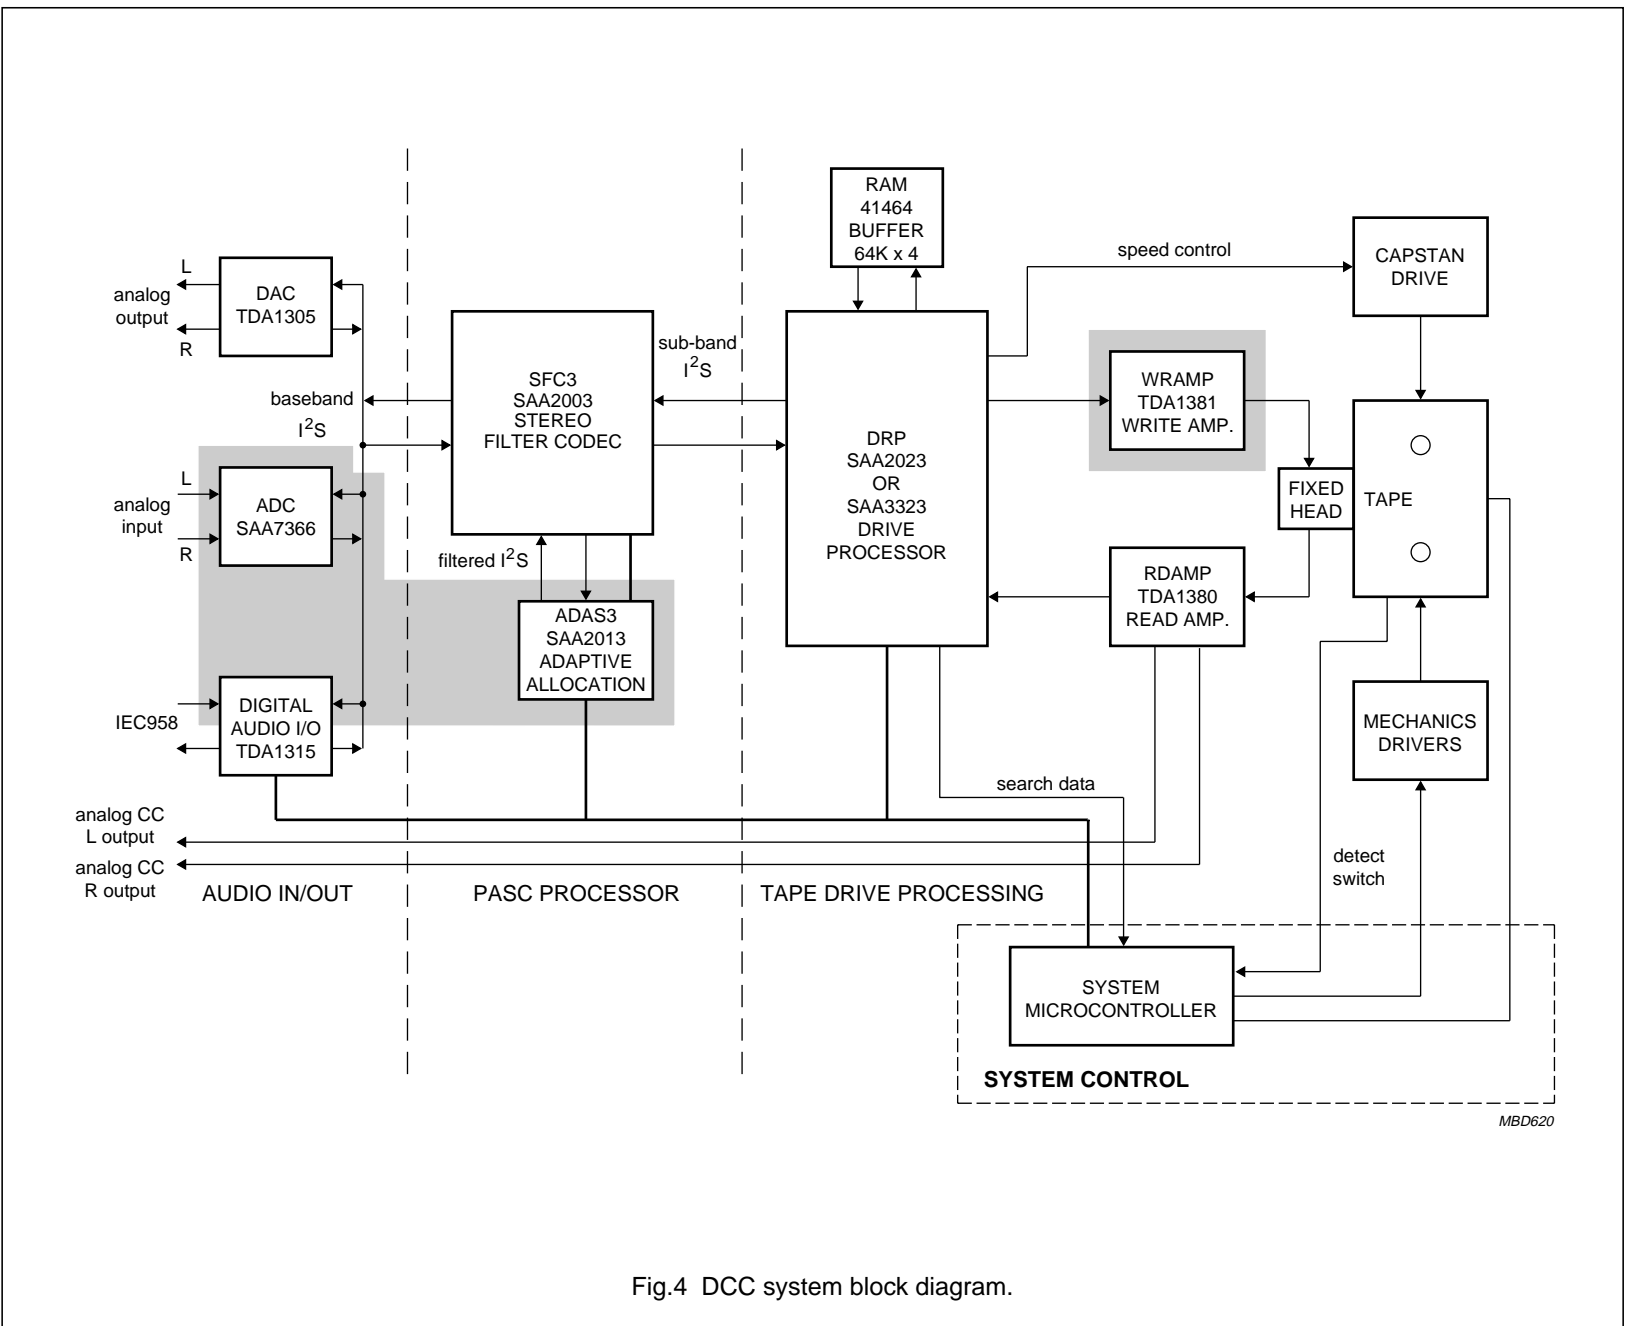 RAM
41464
BUFFER
64K x 4
speed control
CAPSTAN
DRIVE
L
analog
output
R
DAC
TDA1305
baseband
I2S
SFC3
SAA2003
STEREO
FILTER CODEC
sub-band
I2S
DRP
SAA2023
OR
SAA3323
DRIVE
PROCESSOR
WRAMP
TDA1381
WRITE AMP.
FIXED
HEAD
TAPE
L
analog
input
R
ADC
SAA7366
filtered I2S
ADAS3
SAA2013
ADAPTIVE
ALLOCATION
RDAMP
TDA1380
READ AMP.
IEC958
DIGITAL
AUDIO I/O
TDA1315
MECHANICS
DRIVERS
search data
analog CC
L output
analog CC
R output
detect
switch
AUDIO IN/OUT
PASC PROCESSOR
TAPE DRIVE PROCESSING
SYSTEM
MICROCONTROLLER
SYSTEM CONTROL
MBD620
Fig.4 DCC system block diagram.